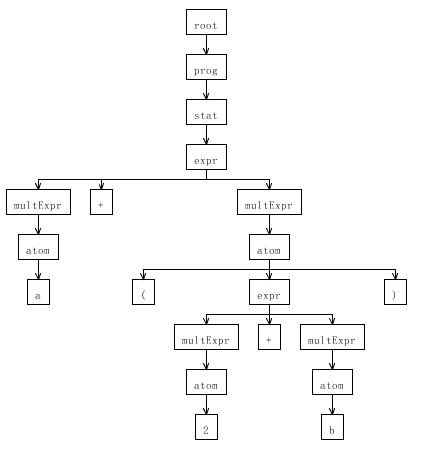 root
prog
stat
expr
multExpr + multExpr
atom atom
a ( expr )
multExpr + multExpr
atom atom
2 b